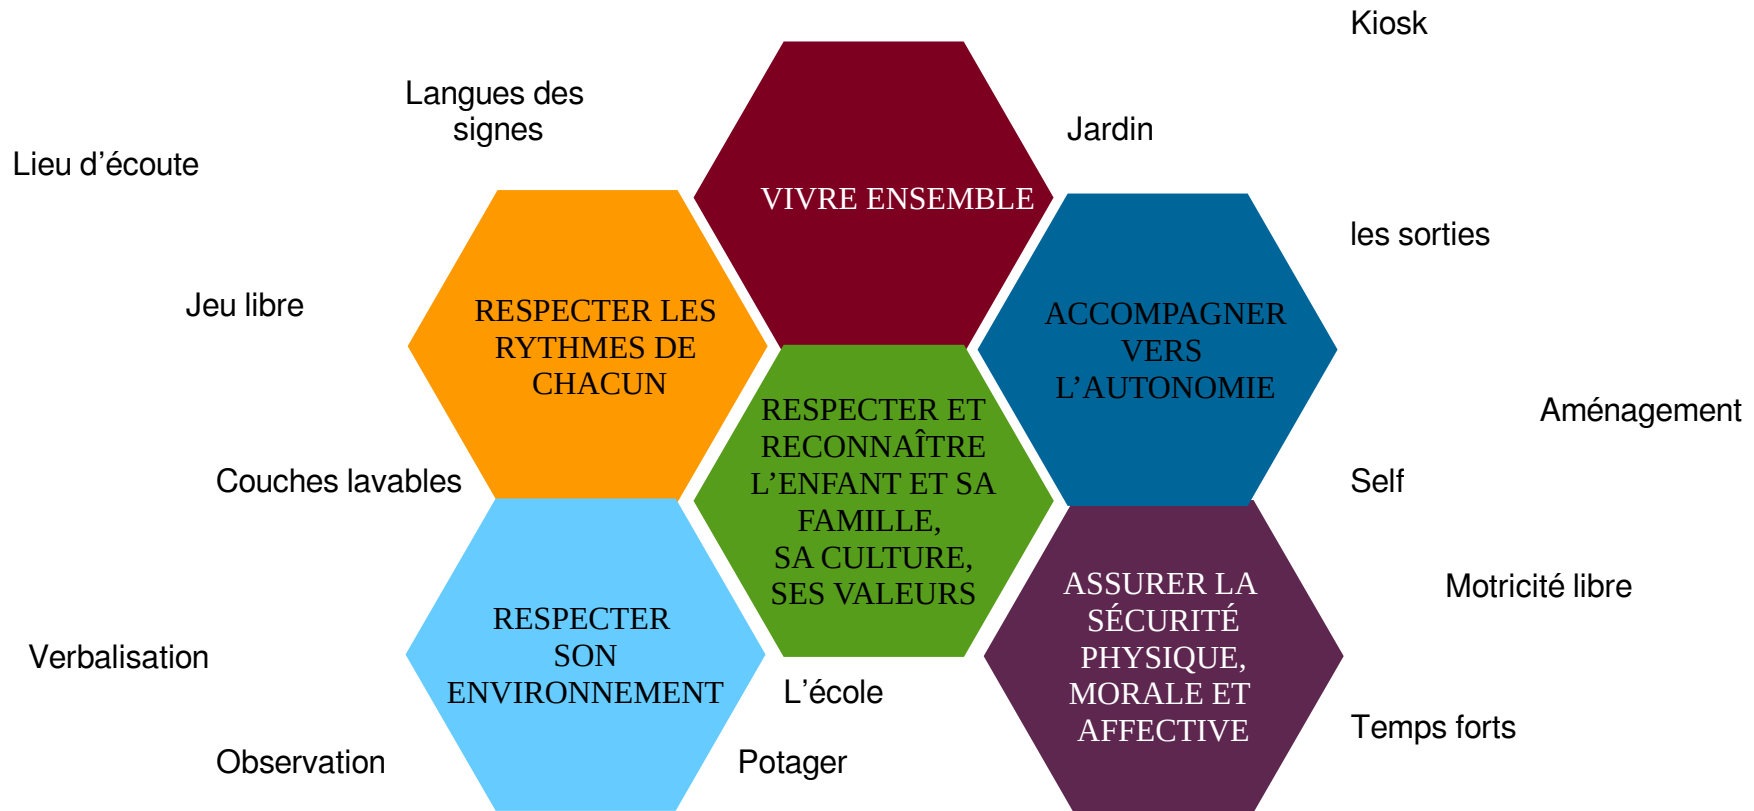 Kiosk
Langues des
signes
Jardin
Lieu d’écoute
VIVRE ENSEMBLE
les sorties
Jeu libre
RESPECTER LES
RYTHMES DE
CHACUN
ACCOMPAGNER
VERS
L’AUTONOMIE
Aménagement
RESPECTER ET
RECONNAÎTRE
L’ENFANT ET SA
FAMILLE,
SA CULTURE,
SES VALEURS
Couches lavables
Self
ASSURER LA
SÉCURITÉ
PHYSIQUE,
MORALE ET
AFFECTIVE
Motricité libre
RESPECTER
SON
ENVIRONNEMENT
Verbalisation
L’école
Temps forts
Observation
Potager